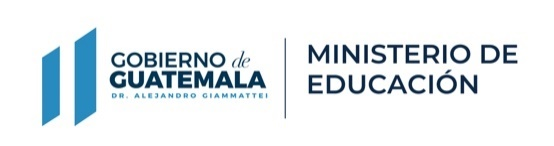 GOBIERNO de
GUATEMALA
DR. ALEJANDRO GIAMMATTEI
MINISTERIO DE
EDUCACIÓN